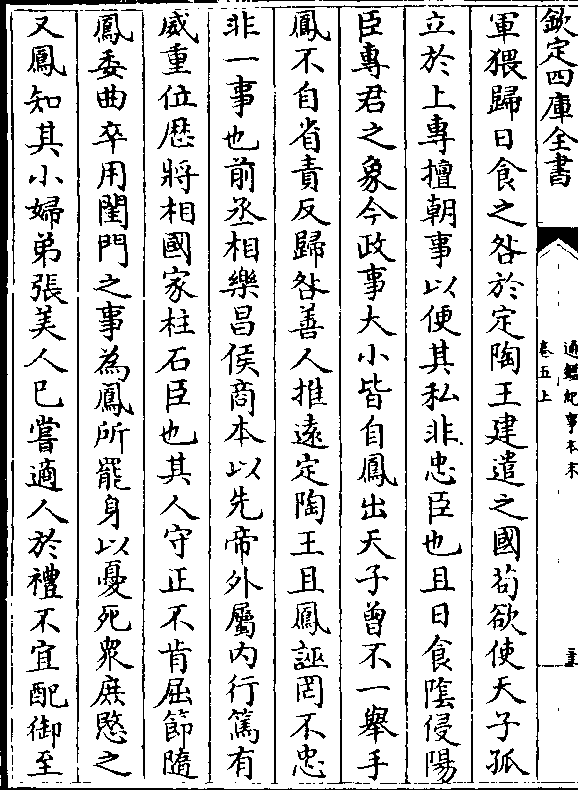 欽定四庫全書
通鑑紀事本末
卷五上
軍猥歸日食之咎於定陶王建遣之國茍欲使天子孤
立於上專擅朝事以便其私非忠臣也且日食隂侵陽
臣專君之象今政事大小皆自鳳出天子曾不一舉手
鳳不自省責反歸咎善人推逺定陶王且鳳誣罔不忠
非一事也前丞相樂昌侯商本以先帝外屬内行篤有
威重位歴將相國家柱石臣也其人守正不肯屈節隨
鳳委曲卒用閨門之事為鳳所罷身以憂死衆庶愍之
又鳳知其小婦弟張美人已嘗適人於禮不宜配御至